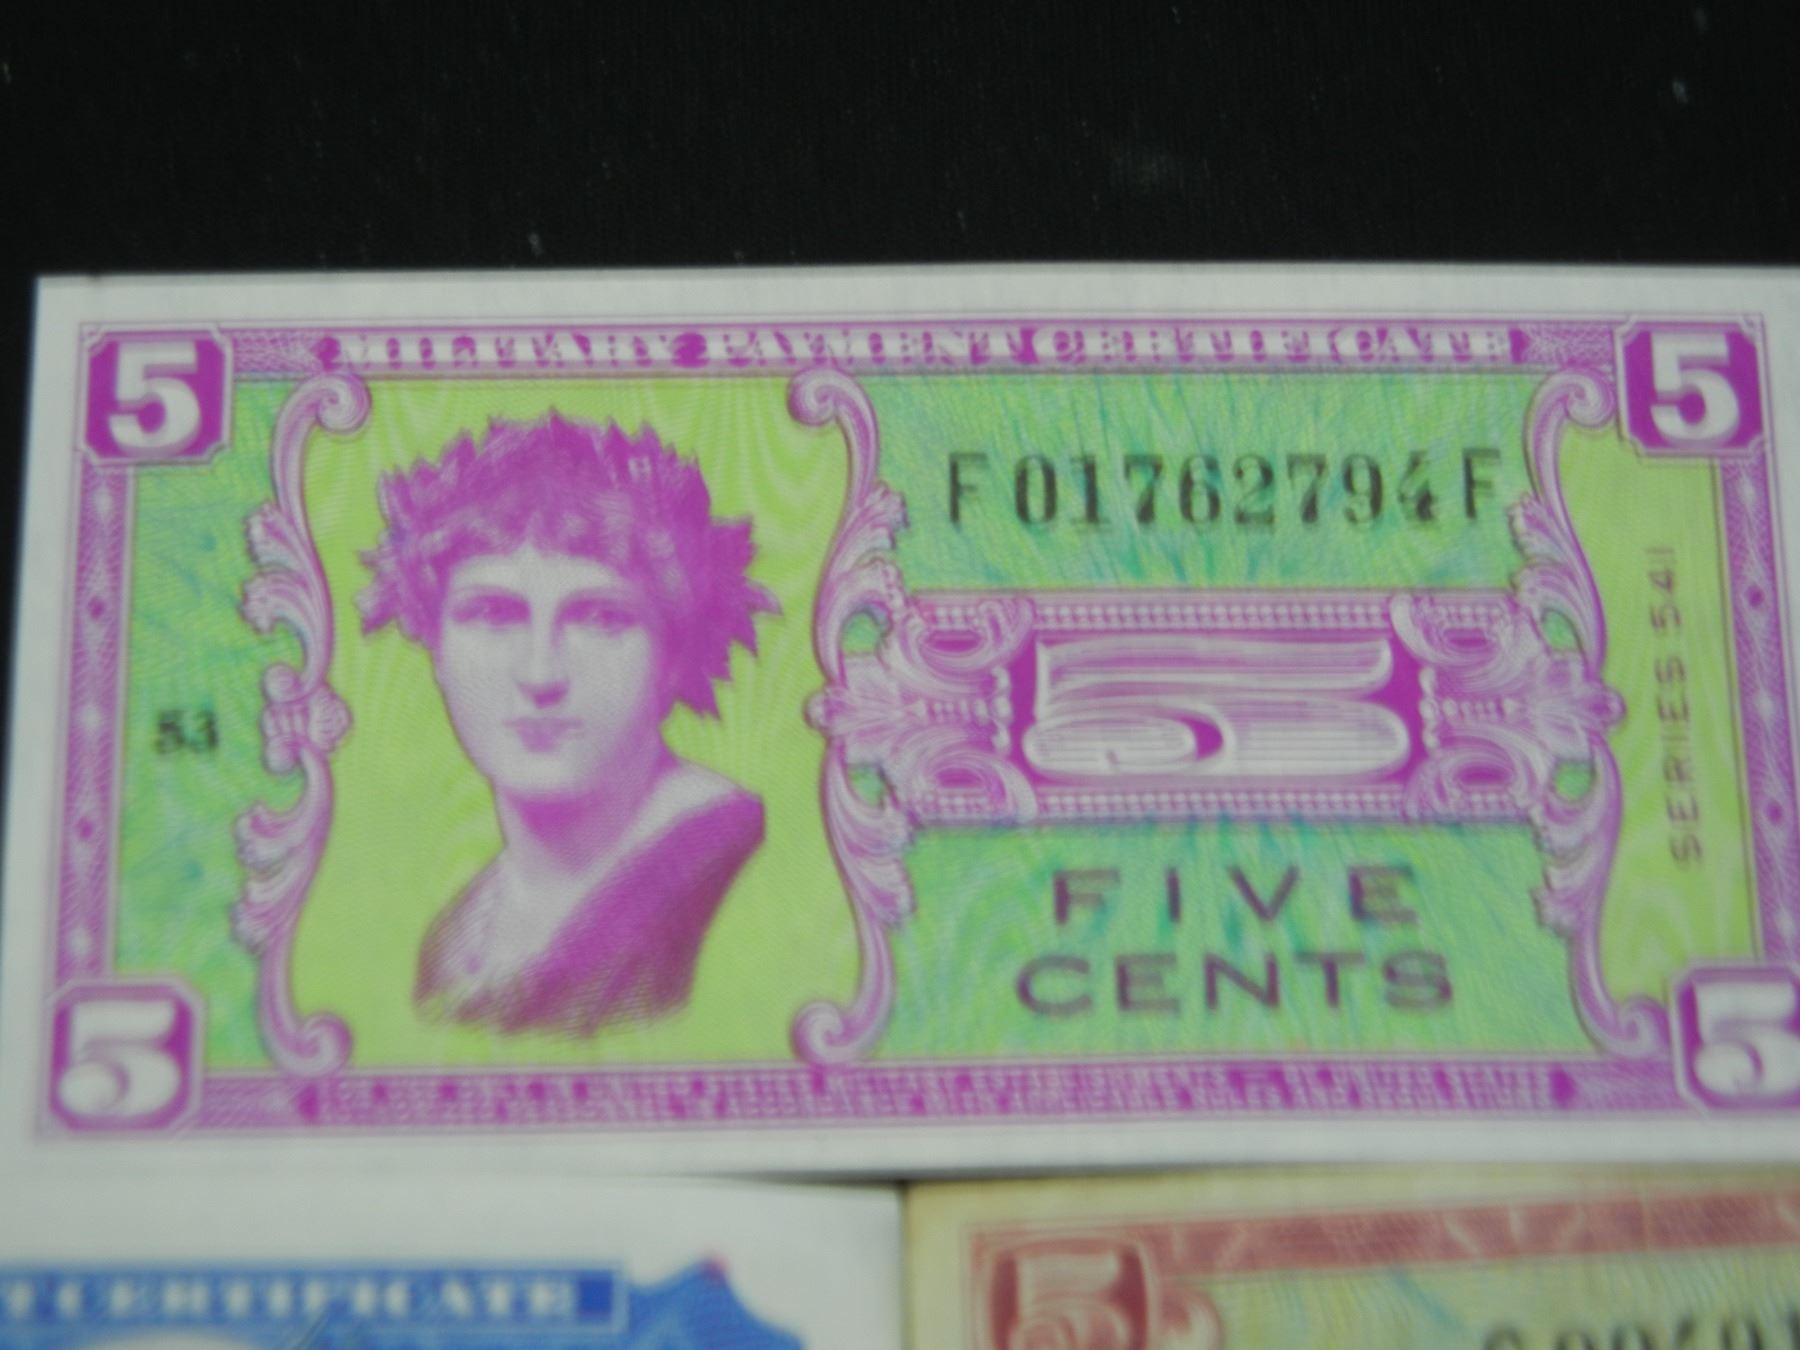 5 MILITARY PAYMENT CERTIFICATE 5
F01762794F
SERIES 541
5
53
FIVE
CENTS
5 5
T CERTIFICATE
5